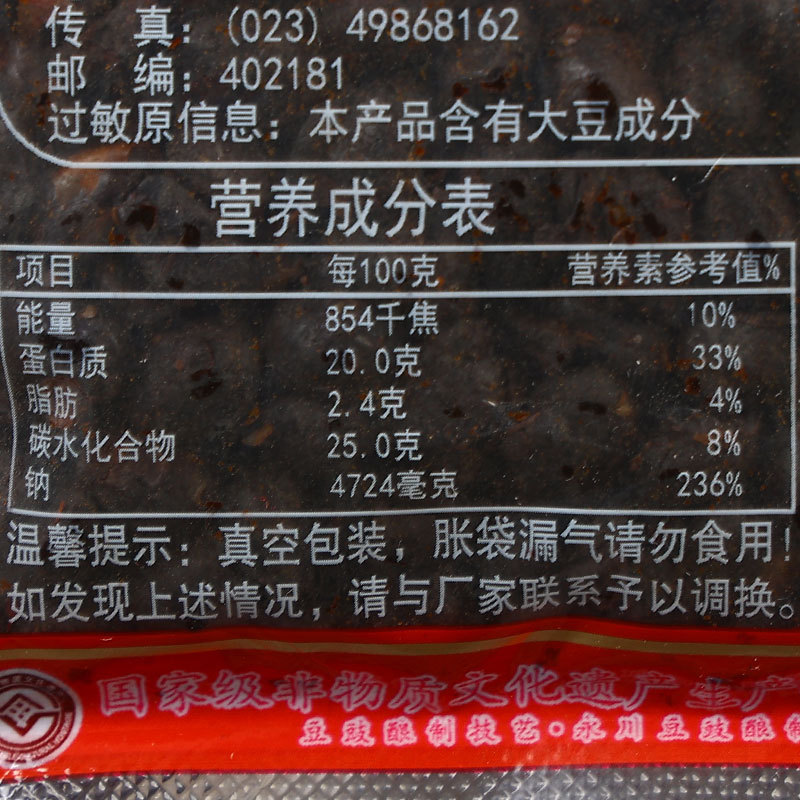 传 真：(023) 49868162
邮 编：402181
过敏原信息：本产品含有大豆成分
营养成分表
项目 每100克 营养素参考值%
能量 854千焦 10%
蛋白质 20.0克 33%
脂肪 2.4克 4%
碳水化合物 25.0克 8%
钠 4724毫克 236%
温馨提示：真空包装，胀袋漏气请勿食用！
如发现上述情况，请与厂家联系予以调换。
国家级非物质文化遗产生产
豆豉酿制技艺·永川豆豉酿制